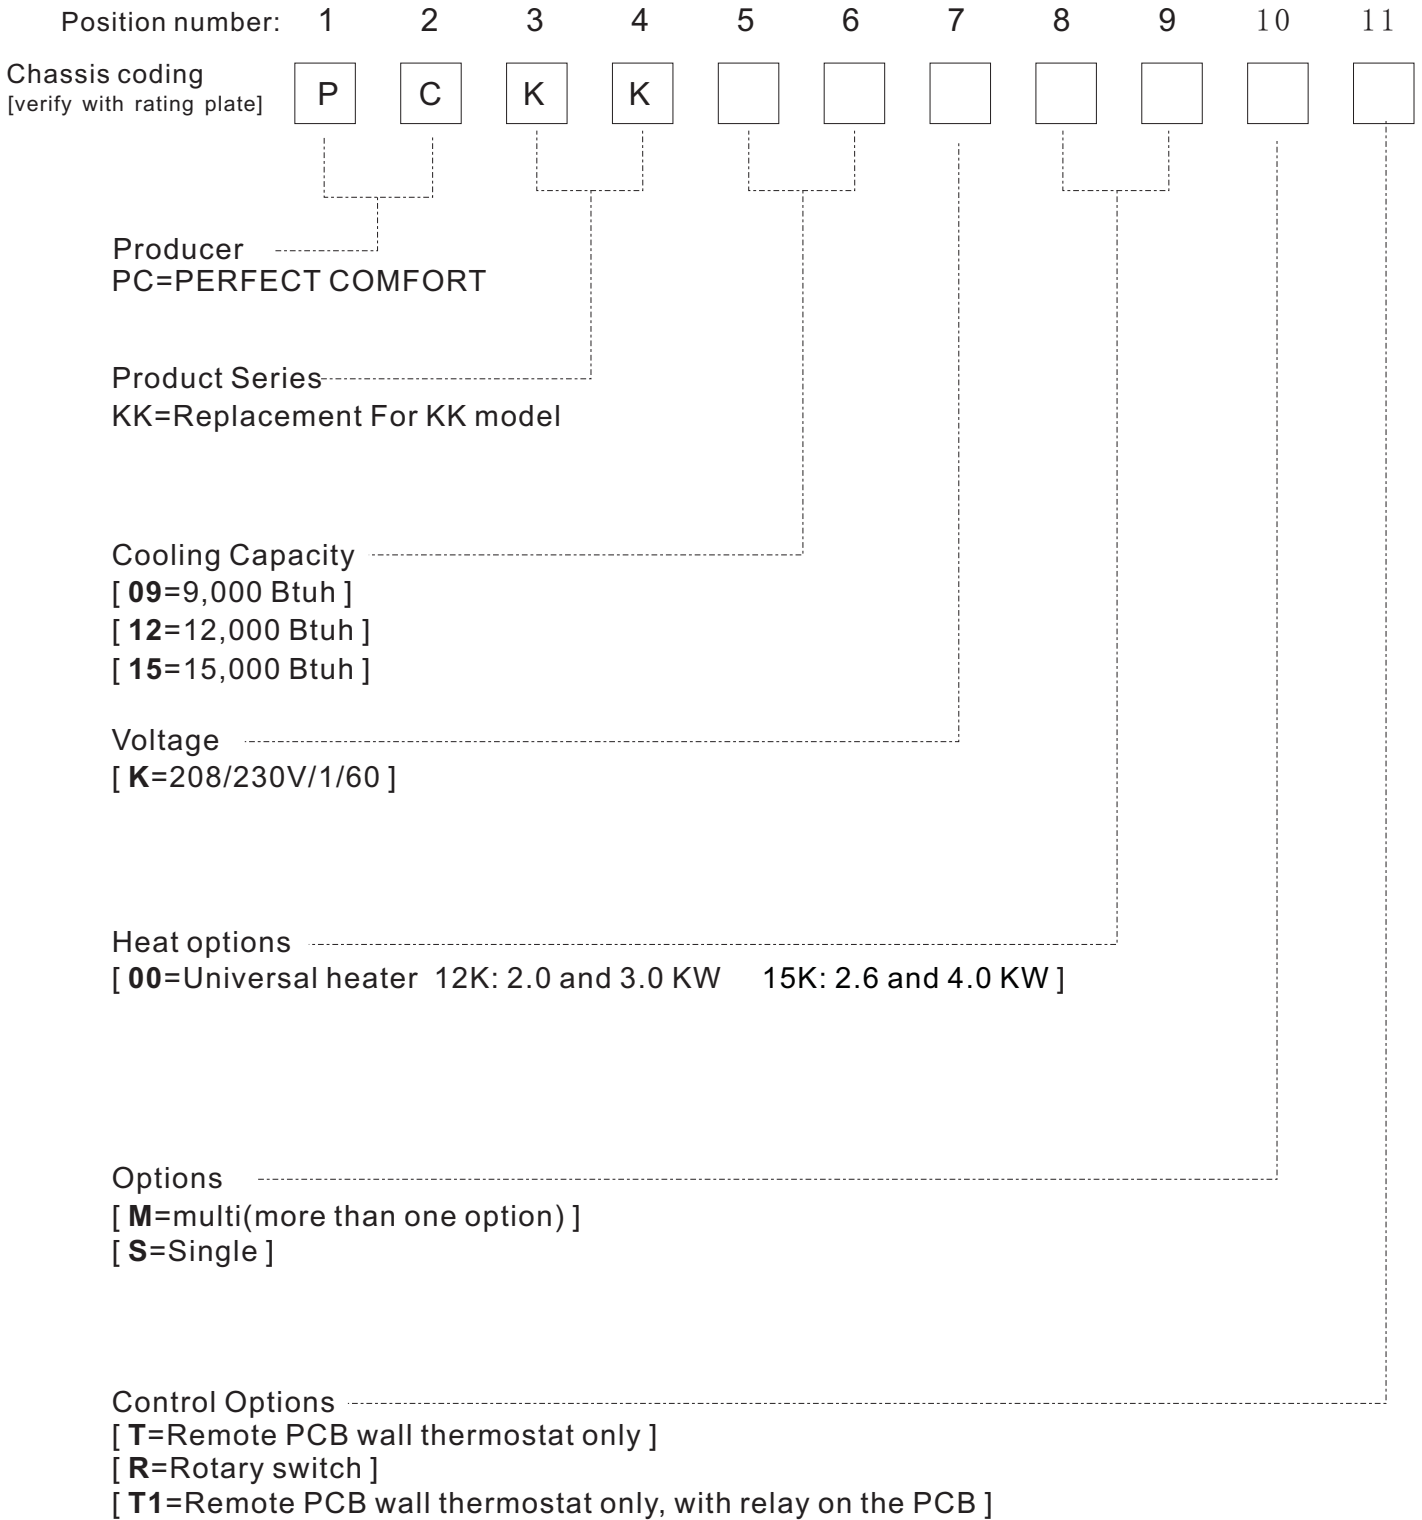 Position number: 1 2 3 4 5 6 7 8 9 10 11
Chassis coding
[verify with rating plate]
P C K K
Producer
PC=PERFECT COMFORT
Product Series
KK=Replacement For KK model
Cooling Capacity
[ 09=9,000 Btuh ]
[ 12=12,000 Btuh ]
[ 15=15,000 Btuh ]
Voltage
[ K=208/230V/1/60 ]
Heat options
[ 00=Universal heater 12K: 2.0 and 3.0 KW 15K: 2.6 and 4.0 KW ]
Options
[ M=multi(more than one option) ]
[ S=Single ]
Control Options
[ T=Remote PCB wall thermostat only ]
[ R=Rotary switch ]
[ T1=Remote PCB wall thermostat only, with relay on the PCB ]